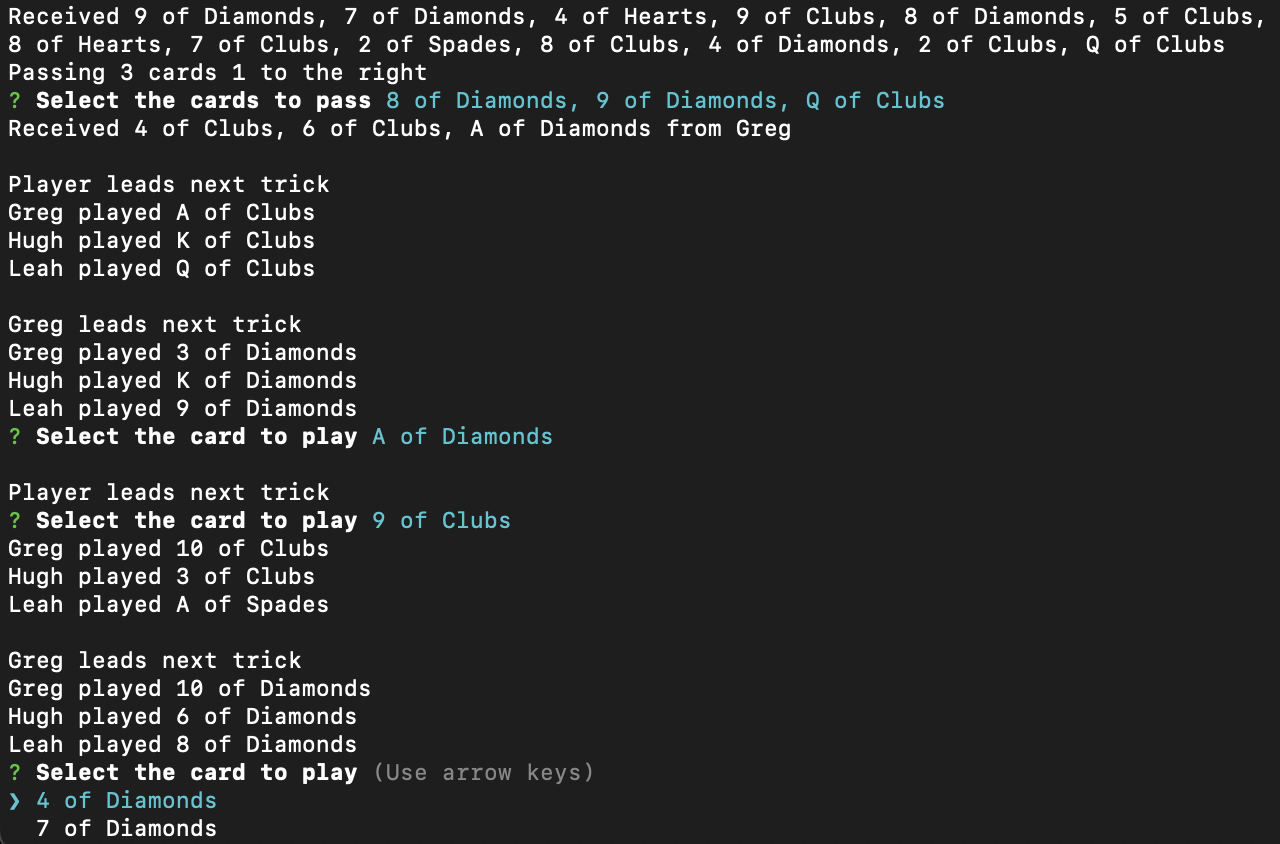 Received 9 of Diamonds, 7 of Diamonds, 4 of Hearts, 9 of Clubs, 8 of Diamonds, 5 of Clubs,
8 of Hearts, 7 of Clubs, 2 of Spades, 8 of Clubs, 4 of Diamonds, 2 of Clubs, Q of Clubs
Passing 3 cards 1 to the right
? Select the cards to pass 8 of Diamonds, 9 of Diamonds, Q of Clubs
Received 4 of Clubs, 6 of Clubs, A of Diamonds from Greg
Player leads next trick
Greg played A of Clubs
Hugh played K of Clubs
Leah played Q of Clubs
Greg leads next trick
Greg played 3 of Diamonds
Hugh played K of Diamonds
Leah played 9 of Diamonds
? Select the card to play A of Diamonds
Player leads next trick
? Select the card to play 9 of Clubs
Greg played 10 of Clubs
Hugh played 3 of Clubs
Leah played A of Spades
Greg leads next trick
Greg played 10 of Diamonds
Hugh played 6 of Diamonds
Leah played 8 of Diamonds
? Select the card to play (Use arrow keys)
❯ 4 of Diamonds
7 of Diamonds